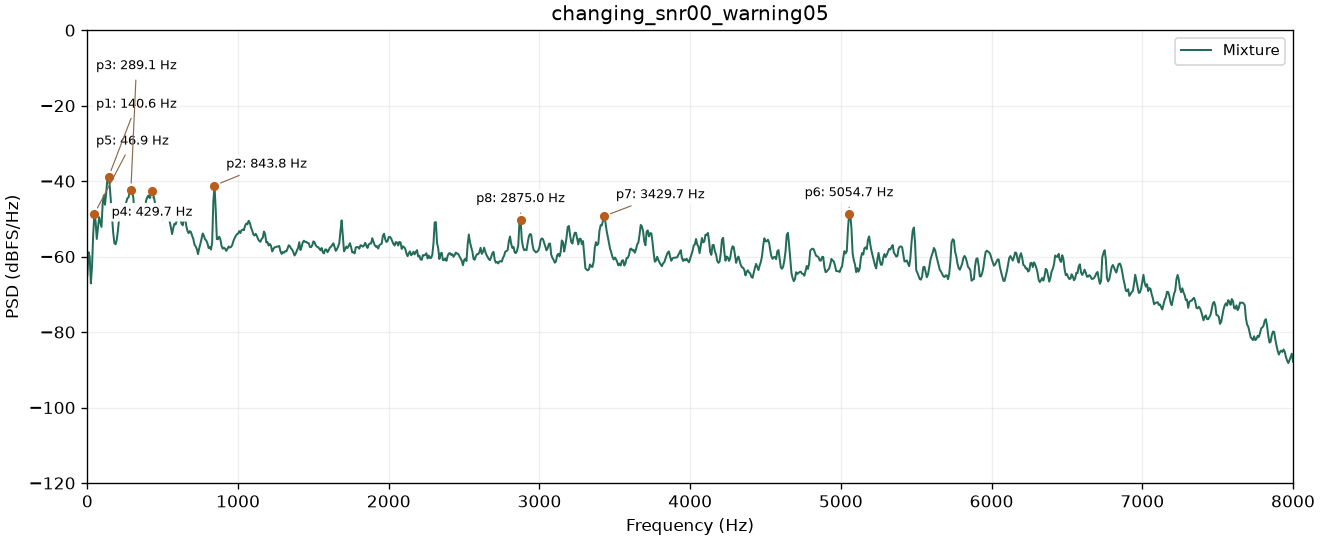 changing_snr00_warning05
Mixture
p3: 289.1 Hz
p1: 140.6 Hz
p5: 46.9 Hz
p2: 843.8 Hz
p4: 429.7 Hz
p8: 2875.0 Hz
p7: 3429.7 Hz
p6: 5054.7 Hz
PSD (dBFS/Hz)
0
−20
−40
−60
−80
−100
−120
0 1000 2000 3000 4000 5000 6000 7000 8000
Frequency (Hz)